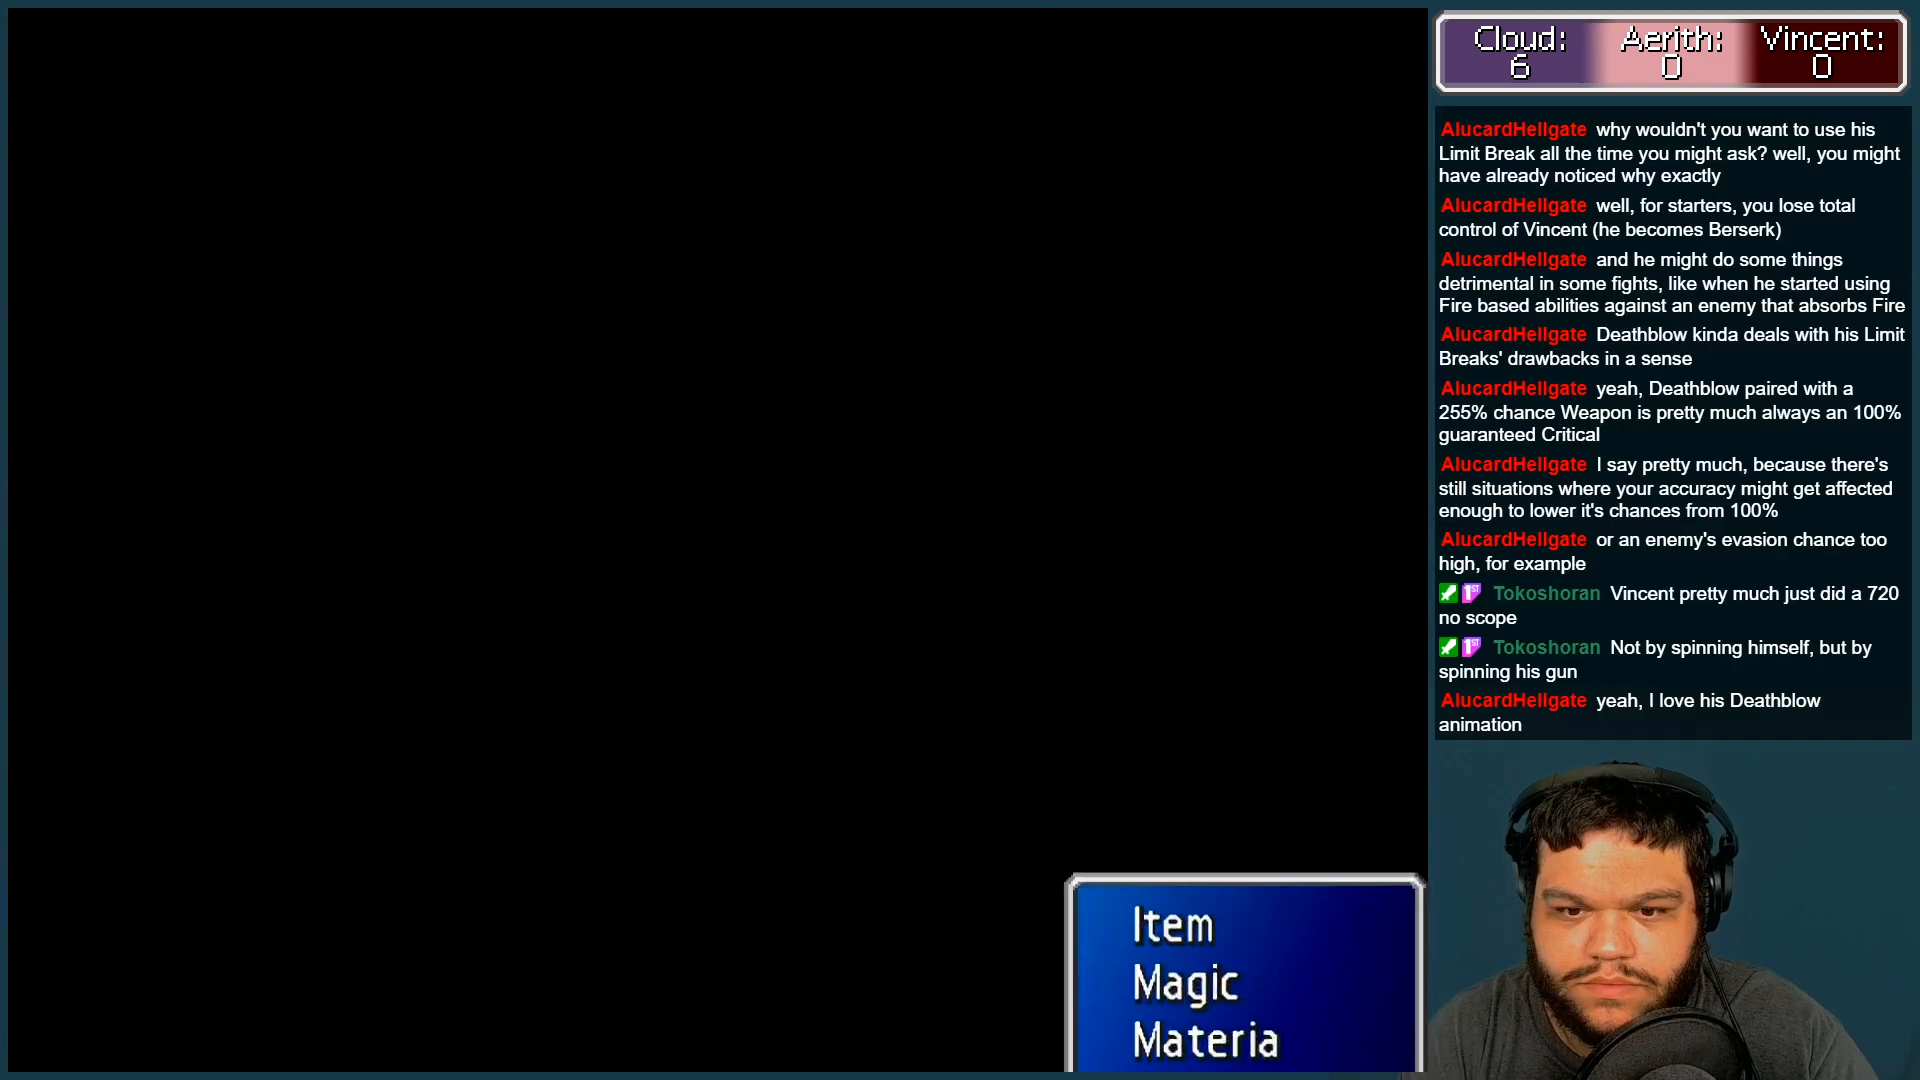 Cloud: Aerith: Vincent:
6 0 0
AlucardHellgate why wouldn't you want to use his
Limit Break all the time you might ask? well, you might
have already noticed why exactly
AlucardHellgate well, for starters, you lose total
control of Vincent (he becomes Berserk)
AlucardHellgate and he might do some things
detrimental in some fights, like when he started using
Fire based abilities against an enemy that absorbs Fire
AlucardHellgate Deathblow kinda deals with his Limit
Breaks' drawbacks in a sense
AlucardHellgate yeah, Deathblow paired with a
255% chance Weapon is pretty much always an 100%
guaranteed Critical
AlucardHellgate I say pretty much, because there's
still situations where your accuracy might get affected
enough to lower it's chances from 100%
AlucardHellgate or an enemy's evasion chance too
high, for example
1ST Tokoshoran Vincent pretty much just did a 720
no scope
1ST Tokoshoran Not by spinning himself, but by
spinning his gun
AlucardHellgate yeah, I love his Deathblow
animation
Item
Magic
Materia